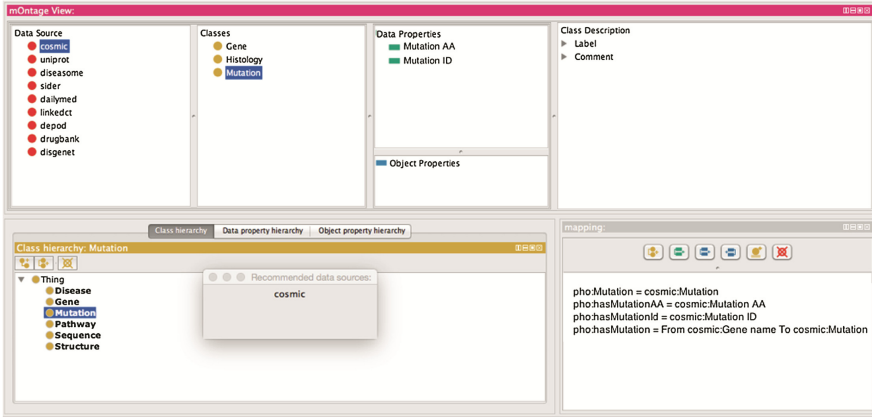 mOntage View:
Data Source
cosmic
uniprot
diseasome
sider
dailymed
linkedct
depod
drugbank
disgenet
Classes
Gene
Histology
Mutation
Data Properties
Mutation AA
Mutation ID
Object Properties
Class Description
Label
Comment
Class hierarchy
Data property hierarchy
Object property hierarchy
Class hierarchy: Mutation
Thing
Disease
Gene
Mutation
Pathway
Sequence
Structure
Recommended data sources:
cosmic
mapping:
pho:Mutation = cosmic:Mutation
pho:hasMutationAA = cosmic:Mutation AA
pho:hasMutationId = cosmic:Mutation ID
pho:hasMutation = From cosmic:Gene name To cosmic:Mutation